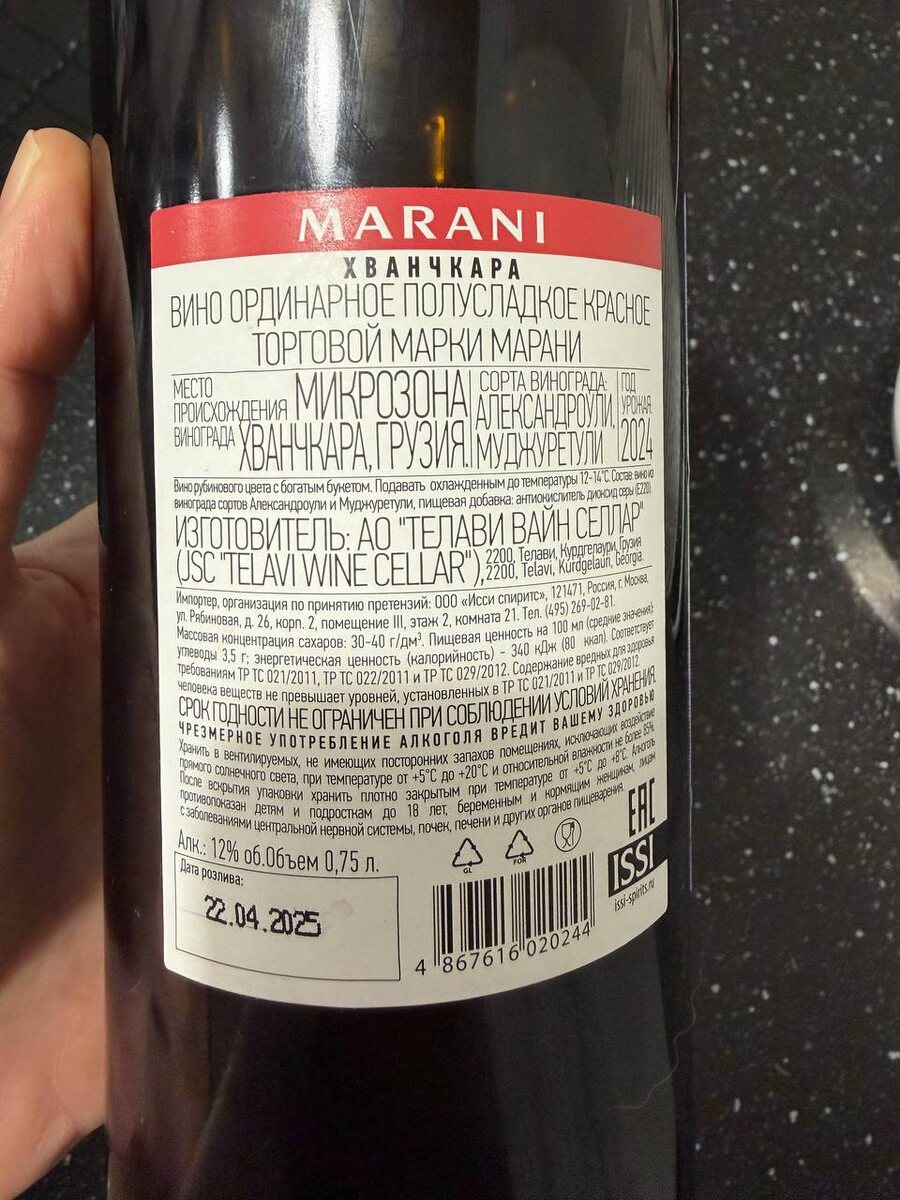 MARANI
ХВАНЧКАРА
ВИНО ОРДИНАРНОЕ ПОЛУСЛАДКОЕ КРАСНОЕ
ТОРГОВОЙ МАРКИ МАРАНИ
МЕСТО
ПРОИСХОЖДЕНИЯ
ВИНОГРАДА
МИКРОЗОНА
ХВАНЧКАРА, ГРУЗИЯ.
СОРТА ВИНОГРАДА:
АЛЕКСАНДРОУЛИ,
МУДЖУРЕТУЛИ
ГОД
УРОЖАЯ:
2024
Вино рубинового цвета с богатым букетом. Подавать охлажденным до температуры 12-14°С. Состав: вино из
винограда сортов Александроули и Муджуретули, пищевая добавка: антиокислитель диоксид серы (Е220).
ИЗГОТОВИТЕЛЬ: АО "ТЕЛАВИ ВАЙН СЕЛЛАР"
(JSC "TELAVI WINE CELLAR"),
2200, Телави, Курдгелаури, Грузия
2200, Telavi, Kurdgelauri, Georgia.
Импортер, организация по принятию претензий: ООО «Исси спиритс», 121471, Россия, г. Москва,
ул. Рябиновая, д. 26, корп. 2, помещение III, этаж 2, комната 21. Тел. (495) 269-02-81.
Массовая концентрация сахаров: 30-40 г/дм³. Пищевая ценность на 100 мл (средние значения):
углеводы 3,5 г; энергетическая ценность (калорийность) - 340 кДж (80 ккал). Соответствует
требованиям ТР ТС 021/2011, ТР ТС 022/2011 и ТР ТС 029/2012. Содержание вредных для здоровья
человека веществ не превышает уровней, установленных в ТР ТС 021/2011 и ТР ТС 029/2012.
СРОК ГОДНОСТИ НЕ ОГРАНИЧЕН ПРИ СОБЛЮДЕНИИ УСЛОВИЙ ХРАНЕНИЯ.
ЧРЕЗМЕРНОЕ УПОТРЕБЛЕНИЕ АЛКОГОЛЯ ВРЕДИТ ВАШЕМУ ЗДОРОВЬЮ
Хранить в вентилируемых, не имеющих посторонних запахов помещениях, исключающих воздействие
прямого солнечного света, при температуре от +5°С до +20°С и относительной влажности не более 85%.
После вскрытия упаковки хранить плотно закрытым при температуре от +5°С до +8°С. Алкоголь
противопоказан детям и подросткам до 18 лет, беременным и кормящим женщинам, лицам
с заболеваниями центральной нервной системы, почек, печени и других органов пищеварения.
Алк.: 12% об.Объем 0,75 л.
GL
FOR
EAC
ISSI
issi-spirits.ru
Дата розлива:
22.04.2025
4 867616 020244